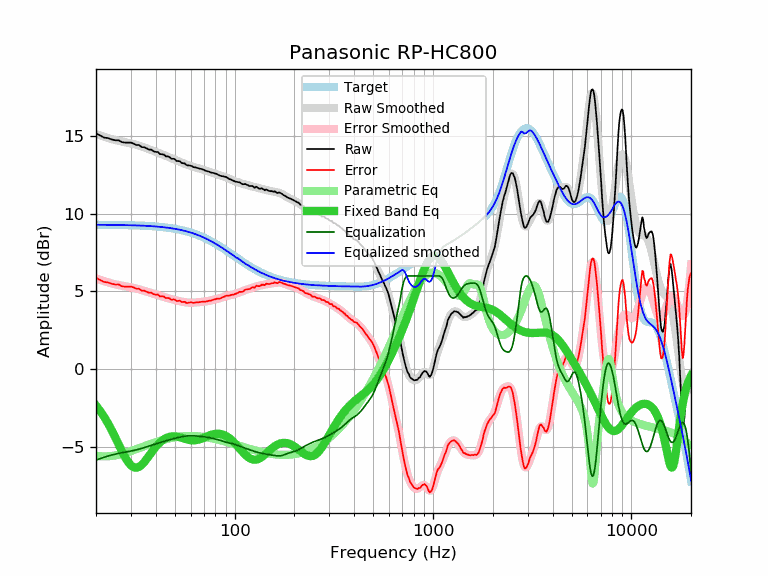 Panasonic RP-HC800
Target
Raw Smoothed
Error Smoothed
Raw
Error
Parametric Eq
Fixed Band Eq
Equalization
Equalized smoothed
Amplitude (dBr)
15
10
5
0
−5
100
1000
10000
Frequency (Hz)